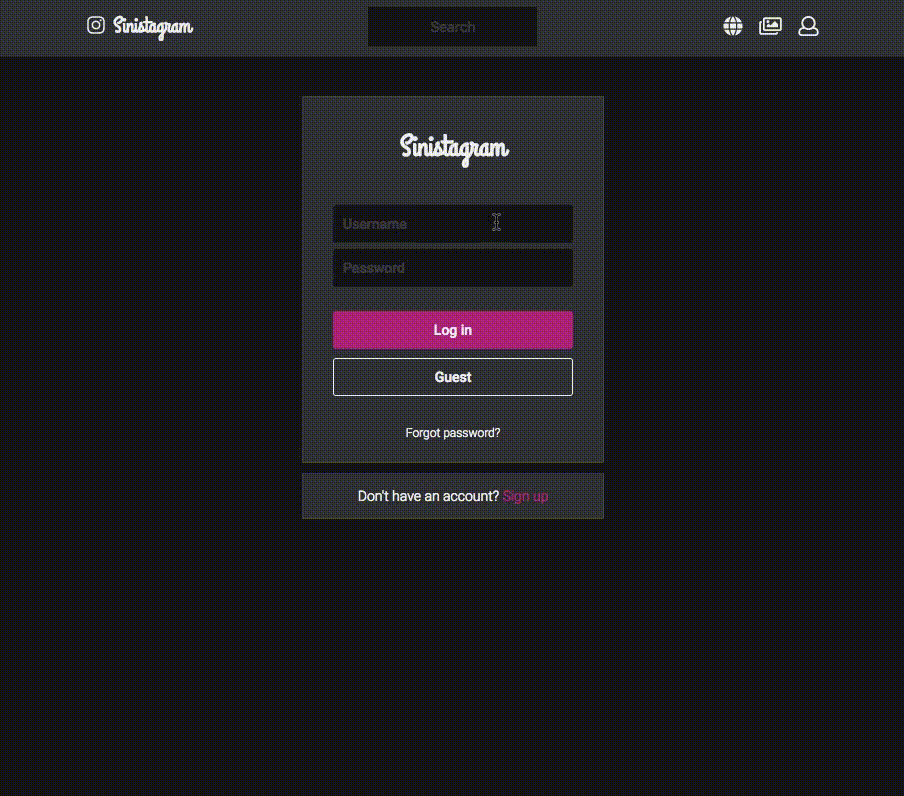 Sinistagram
Search
Sinistagram
Username
Password
Log in
Guest
Forgot password?
Don't have an account? Sign up